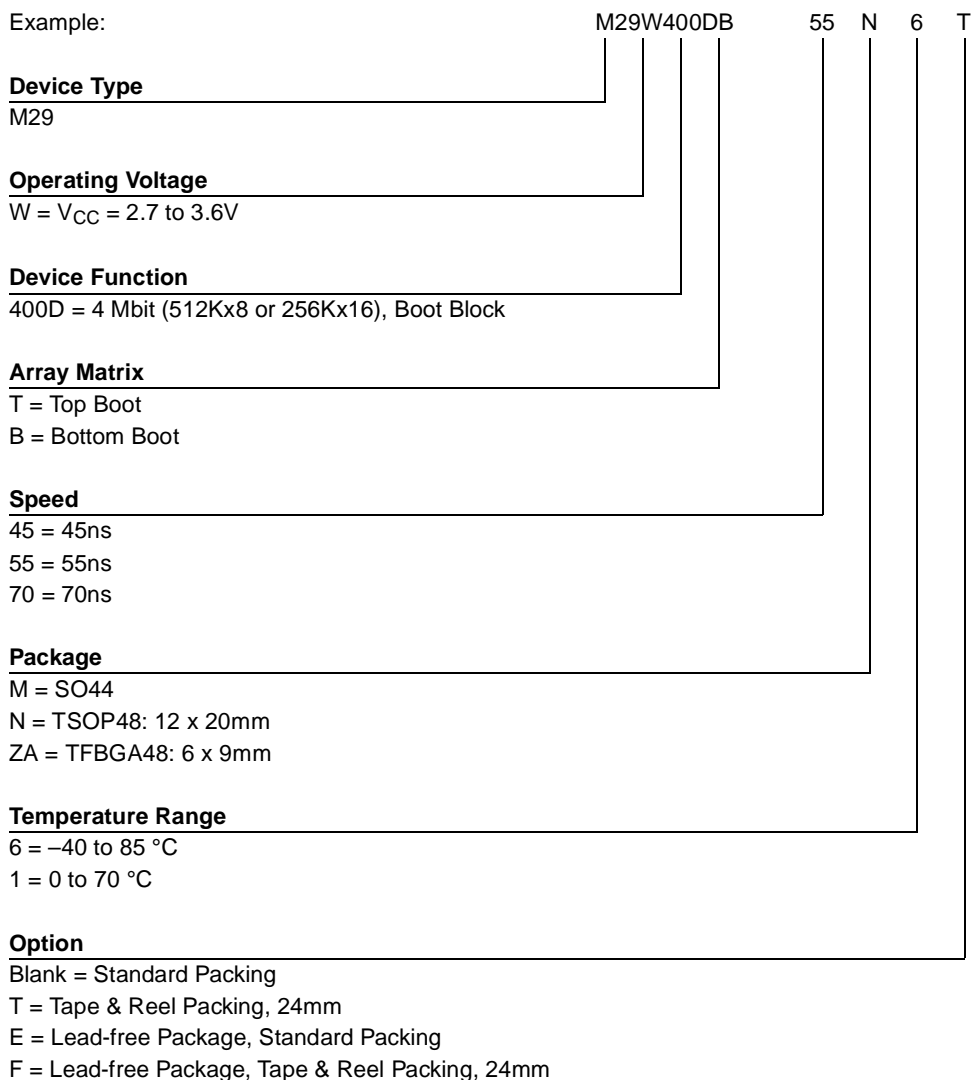 Example: M29W400DB 55 N 6 T
Device Type
M29
Operating Voltage
W = VCC = 2.7 to 3.6V
Device Function
400D = 4 Mbit (512Kx8 or 256Kx16), Boot Block
Array Matrix
T = Top Boot
B = Bottom Boot
Speed
45 = 45ns
55 = 55ns
70 = 70ns
Package
M = SO44
N = TSOP48: 12 x 20mm
ZA = TFBGA48: 6 x 9mm
Temperature Range
6 = –40 to 85 °C
1 = 0 to 70 °C
Option
Blank = Standard Packing
T = Tape & Reel Packing, 24mm
E = Lead-free Package, Standard Packing
F = Lead-free Package, Tape & Reel Packing, 24mm